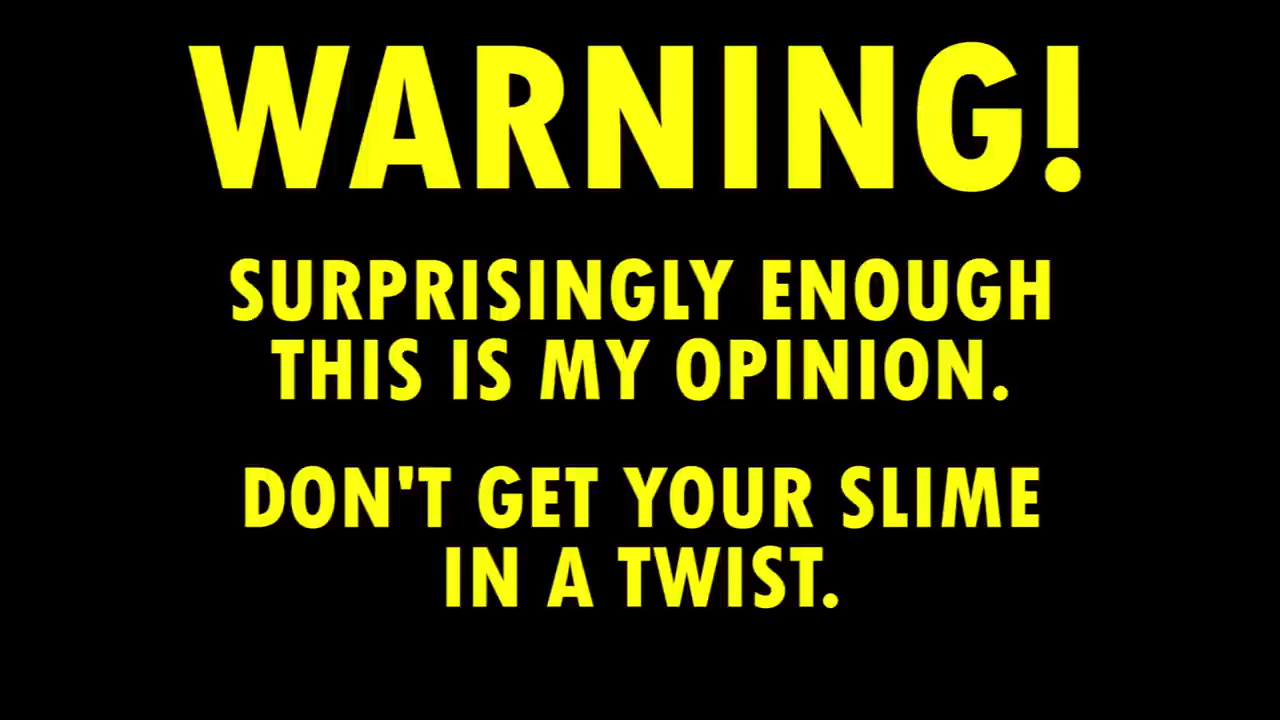 WARNING!
SURPRISINGLY ENOUGH
THIS IS MY OPINION.
DON'T GET YOUR SLIME
IN A TWIST.